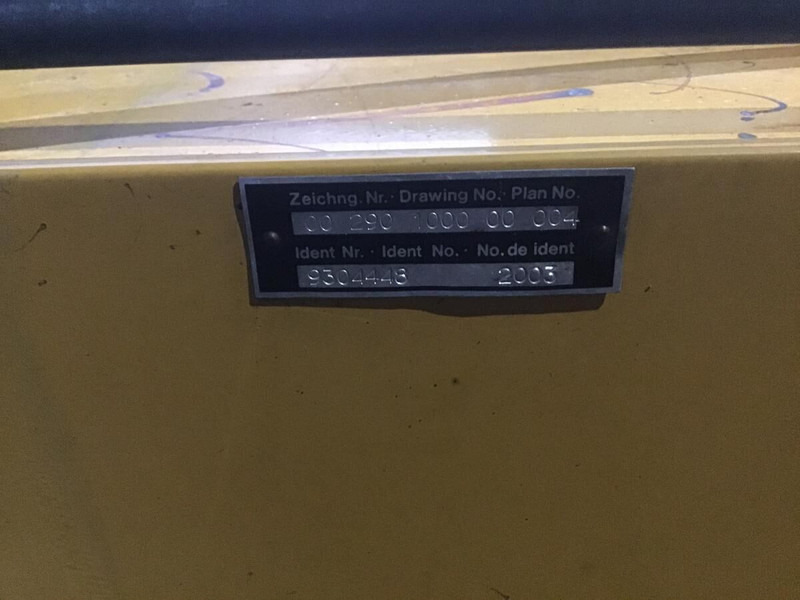 Zeichng. Nr. · Drawing No. · Plan No.
00 290 1000 00 004
Ident Nr. · Ident No. · No. de ident
9304448 2003